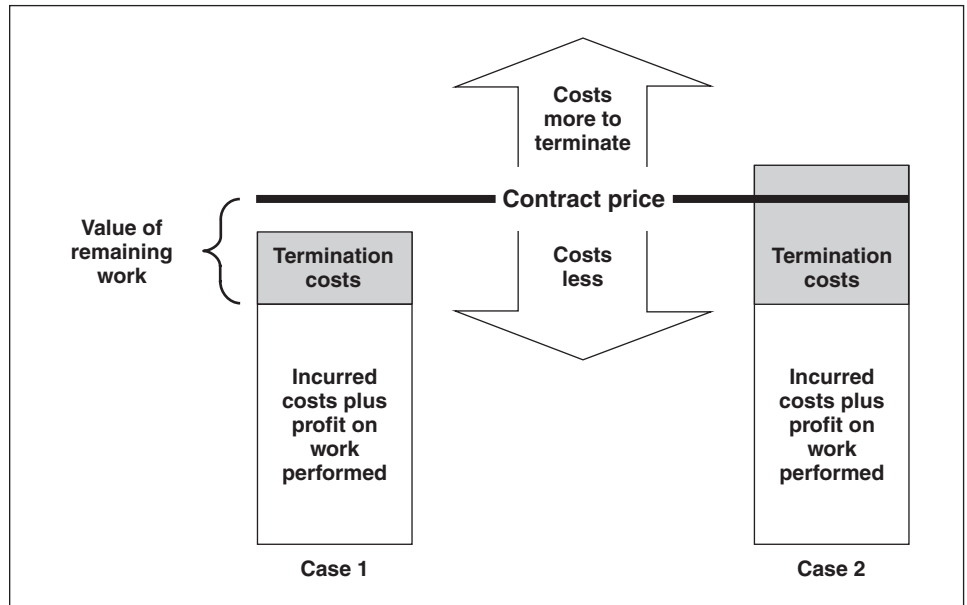 Costs
more to
terminate
Contract price
Value of
remaining
work
Termination
costs
Costs
less
Termination
costs
Incurred
costs plus
profit on
work
performed
Incurred
costs plus
profit on
work
performed
Case 1
Case 2